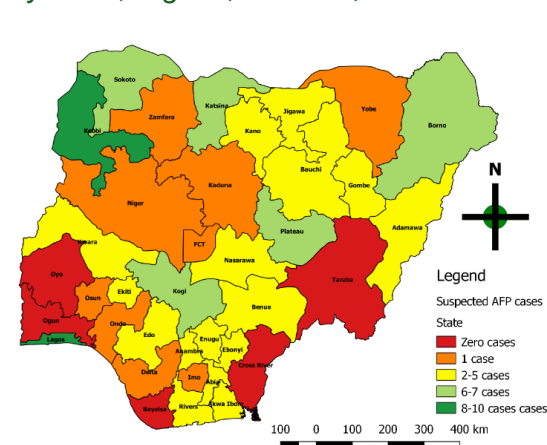 Sokoto
Katsina
Jigawa
Yobe
Borno
Zamfara
Kebbi
Kano
Bauchi
Gombe
Kaduna
Niger
Adamawa
Plateau
FCT
Kwara
Nasarawa
Taraba
Oyo
Kogi
Benue
Osun
Ekiti
Ogun
Ondo
Edo
Enugu
Lagos
Anambra
Ebonyi
Cross River
Delta
Imo
Abia
Bayelsa
Rivers
Akwa Ibom
N
Legend
Suspected AFP cases
State
Zero cases
1 case
2-5 cases
6-7 cases
8-10 cases cases
100 0 100 200 300 400 km